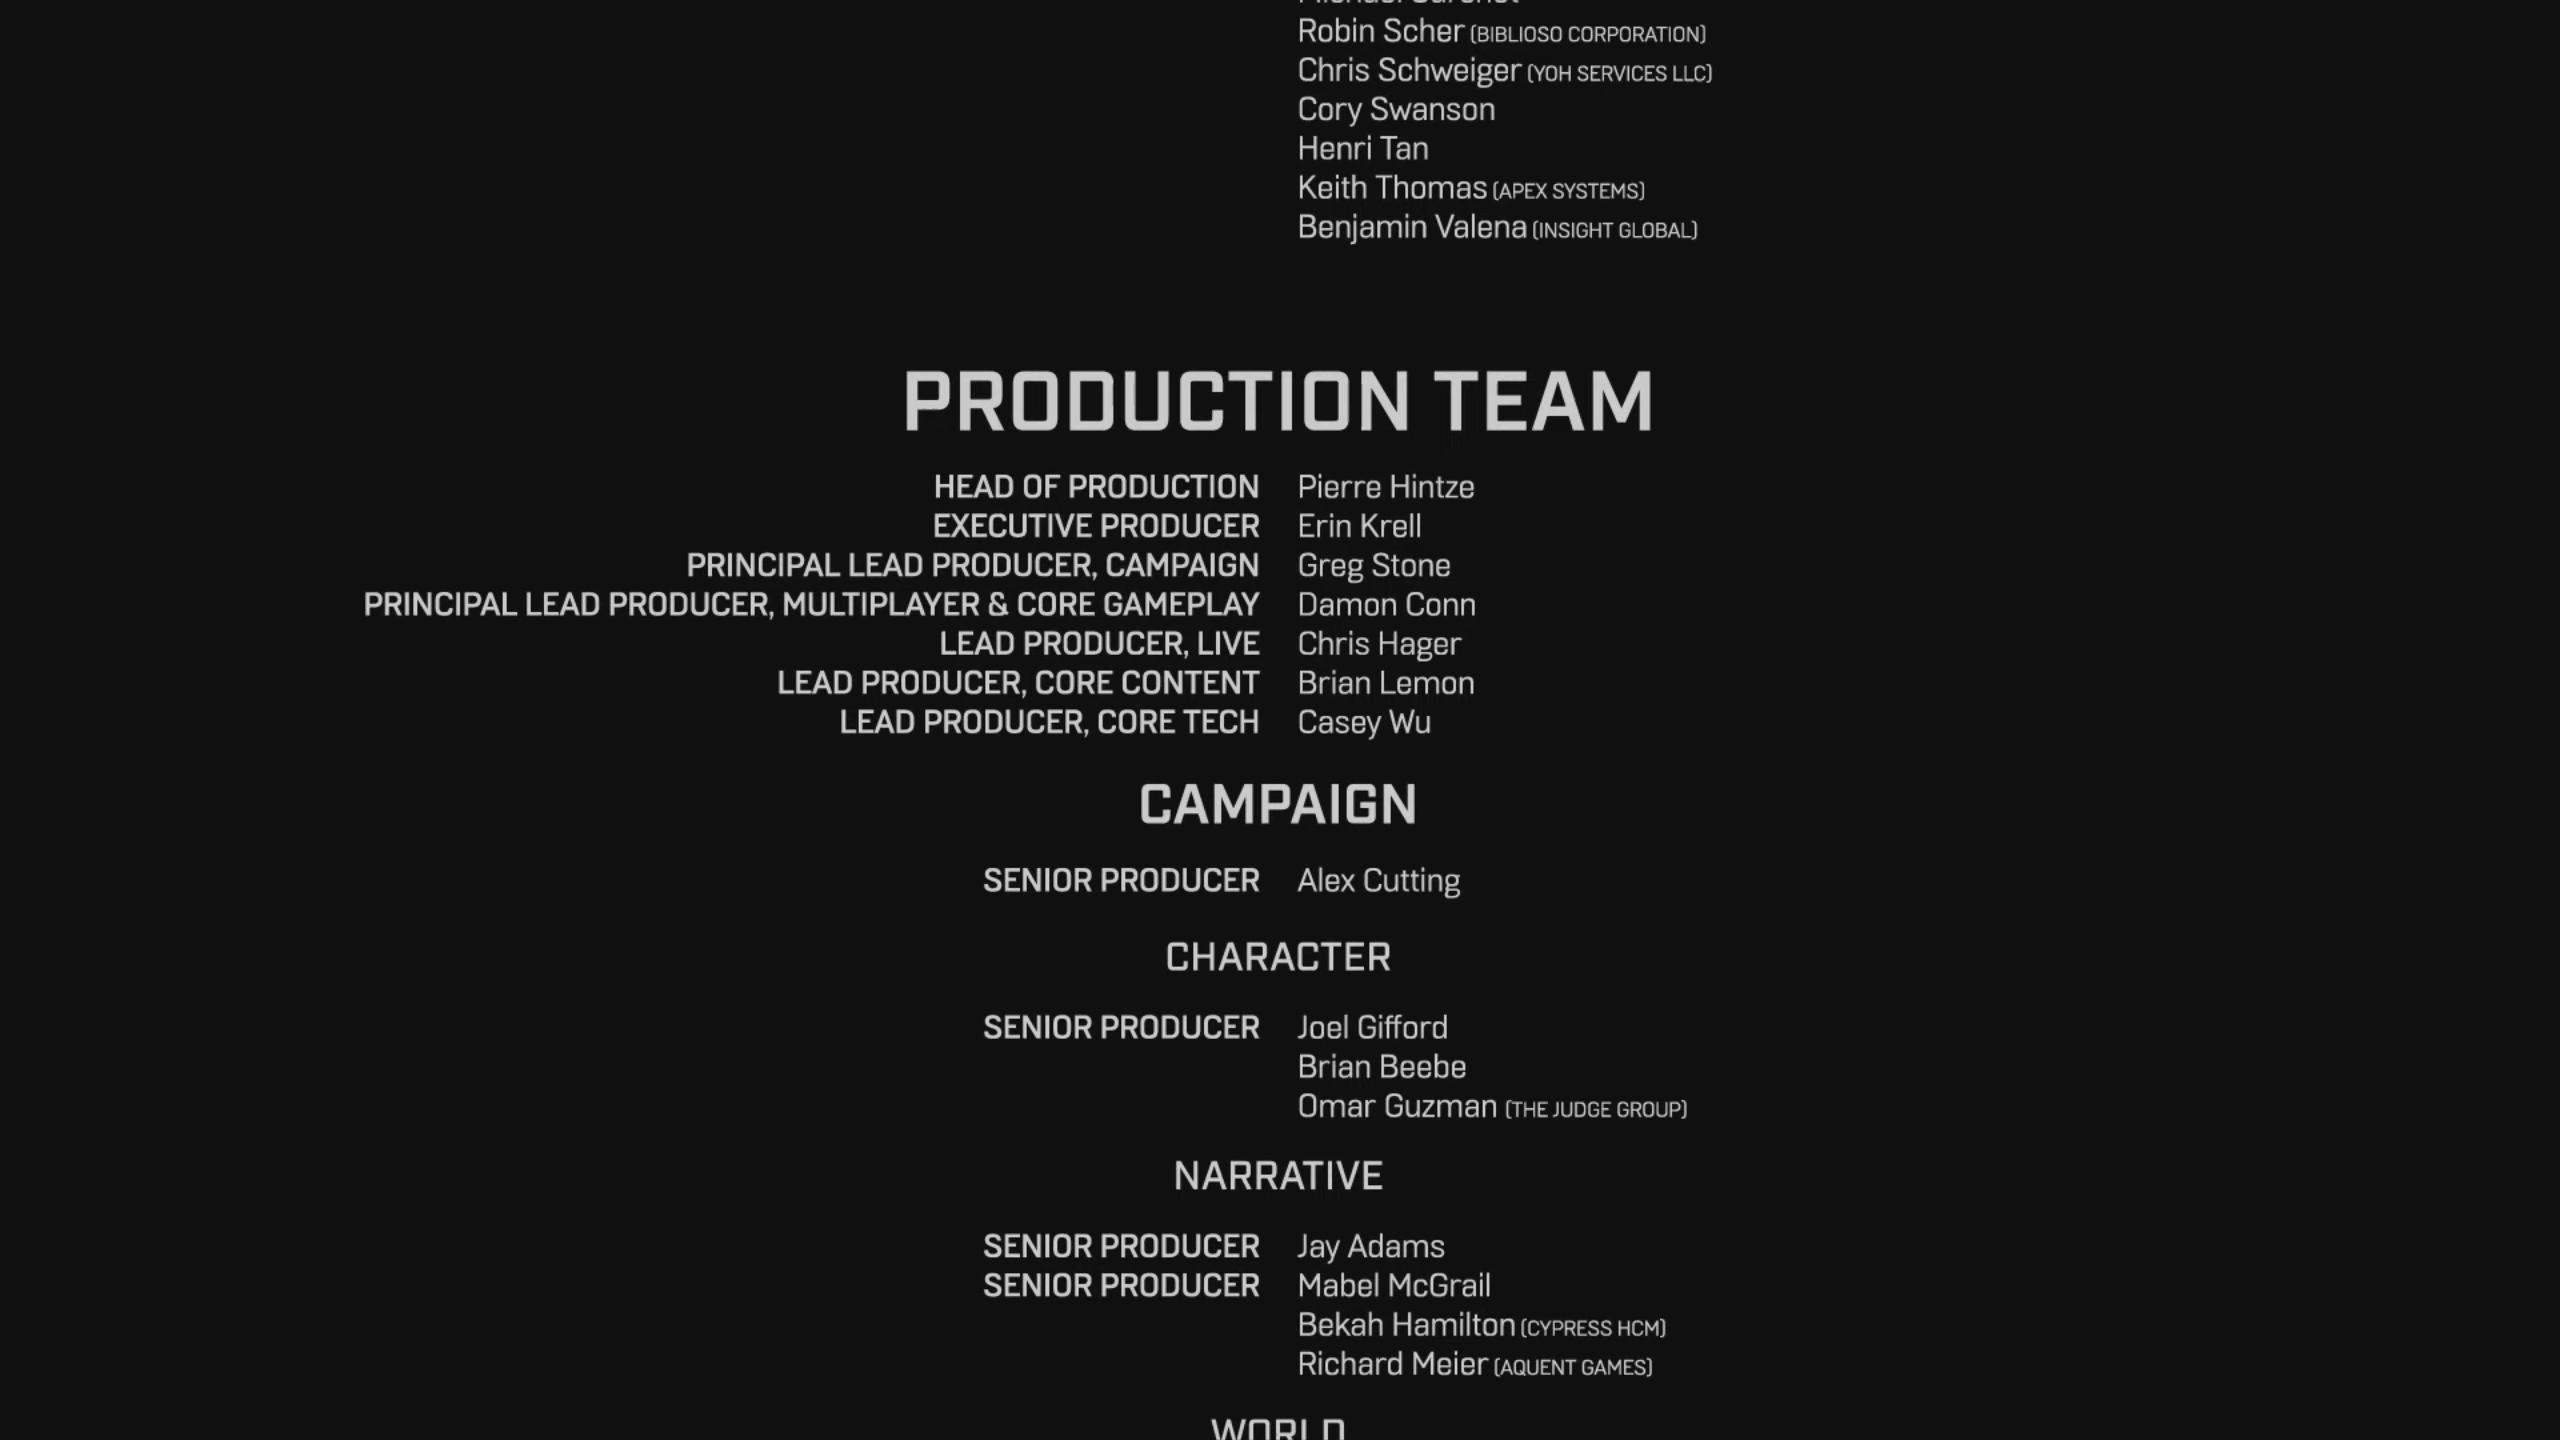 Robin Scher (BIBLIOSO CORPORATION)
Chris Schweiger (YOH SERVICES LLC)
Cory Swanson
Henri Tan
Keith Thomas (APEX SYSTEMS)
Benjamin Valena (INSIGHT GLOBAL)
PRODUCTION TEAM
HEAD OF PRODUCTION Pierre Hintze
EXECUTIVE PRODUCER Erin Krell
PRINCIPAL LEAD PRODUCER, CAMPAIGN Greg Stone
PRINCIPAL LEAD PRODUCER, MULTIPLAYER & CORE GAMEPLAY Damon Conn
LEAD PRODUCER, LIVE Chris Hager
LEAD PRODUCER, CORE CONTENT Brian Lemon
LEAD PRODUCER, CORE TECH Casey Wu
CAMPAIGN
SENIOR PRODUCER Alex Cutting
CHARACTER
SENIOR PRODUCER Joel Gifford
Brian Beebe
Omar Guzman (THE JUDGE GROUP)
NARRATIVE
SENIOR PRODUCER Jay Adams
SENIOR PRODUCER Mabel McGrail
Bekah Hamilton (CYPRESS HCM)
Richard Meier (AQUENT GAMES)
WORLD